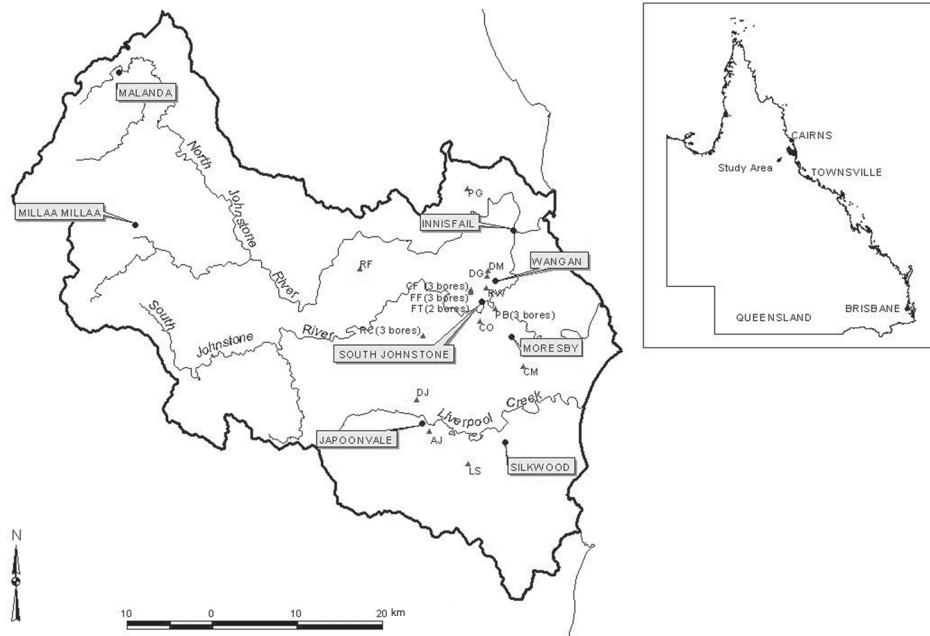 MALANDA
North
Johnstone
River
MILLAA MILLAA
PG
INNISFAIL
RF
WANGAN
DM
DG
CF (3 bores)
RW
FF (3 bores)
FT (2 bores)
PB (3 bores)
South
Johnstone
River
RC (3 bores)
CO
SOUTH JOHNSTONE
MORESBY
CM
DJ
Liverpool
Creek
JAPOONVALE
AJ
LS
SILKWOOD
N
10 0 10 20 km
CAIRNS
Study Area
TOWNSVILLE
BRISBANE
QUEENSLAND